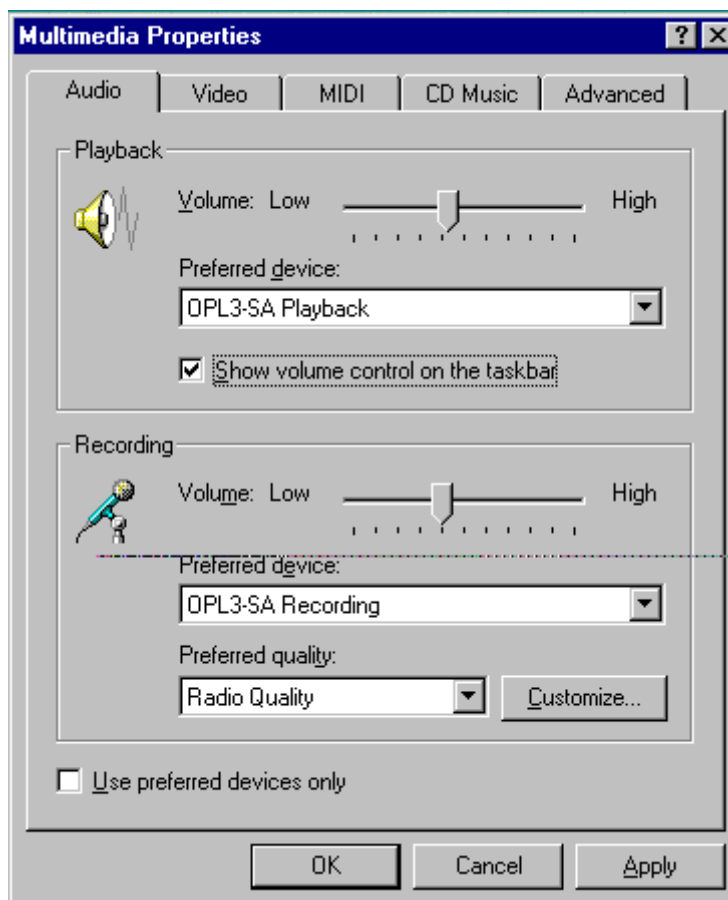 Multimedia Properties
Audio Video MIDI CD Music Advanced
Playback
Volume: Low High
Preferred device:
OPL3-SA Playback
Show volume control on the taskbar
Recording
Volume: Low High
Preferred device:
OPL3-SA Recording
Preferred quality:
Radio Quality Customize...
Use preferred devices only
OK Cancel Apply